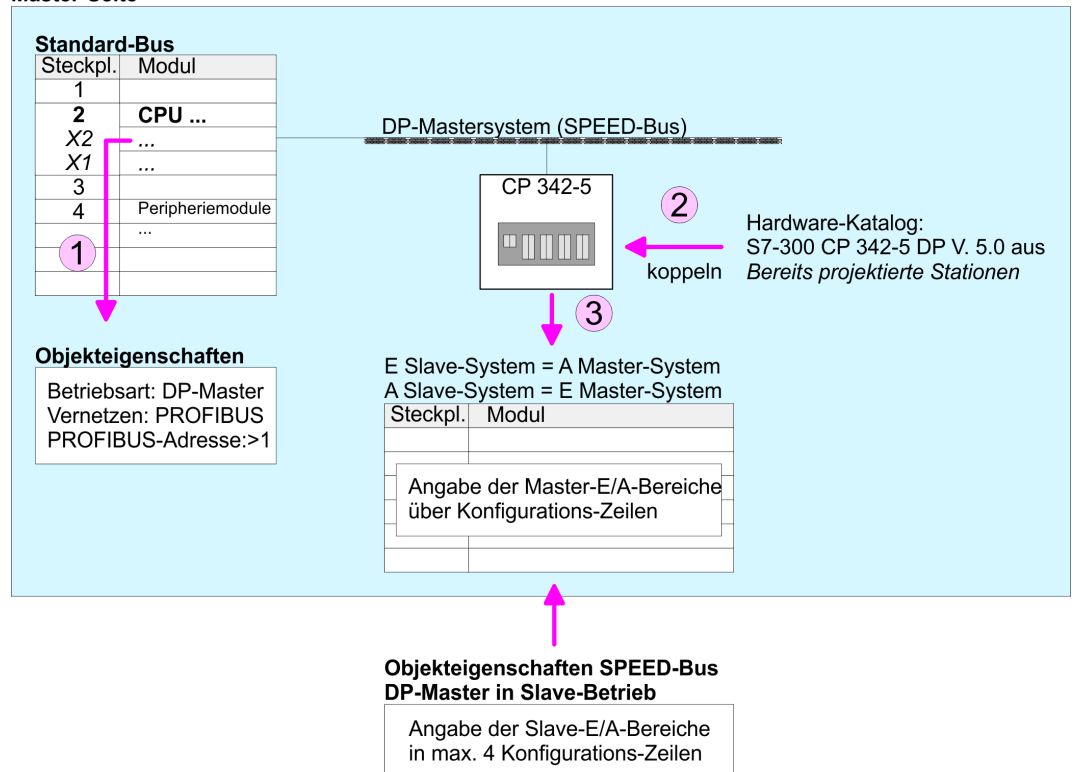 Master-Seite
Standard-Bus
Steckpl. Modul
1
2 CPU ...
X2 ...
X1 ...
3
4 Peripheriemodule
...
1
Objekteigenschaften
Betriebsart: DP-Master
Vernetzen: PROFIBUS
PROFIBUS-Adresse:>1
DP-Mastersystem (SPEED-Bus)
CP 342-5
2
koppeln
Hardware-Katalog:
S7-300 CP 342-5 DP V. 5.0 aus
Bereits projektierte Stationen
3
E Slave-System = A Master-System
A Slave-System = E Master-System
Steckpl. Modul
Angabe der Master-E/A-Bereiche
über Konfigurations-Zeilen
Objekteigenschaften SPEED-Bus
DP-Master in Slave-Betrieb
Angabe der Slave-E/A-Bereiche
in max. 4 Konfigurations-Zeilen